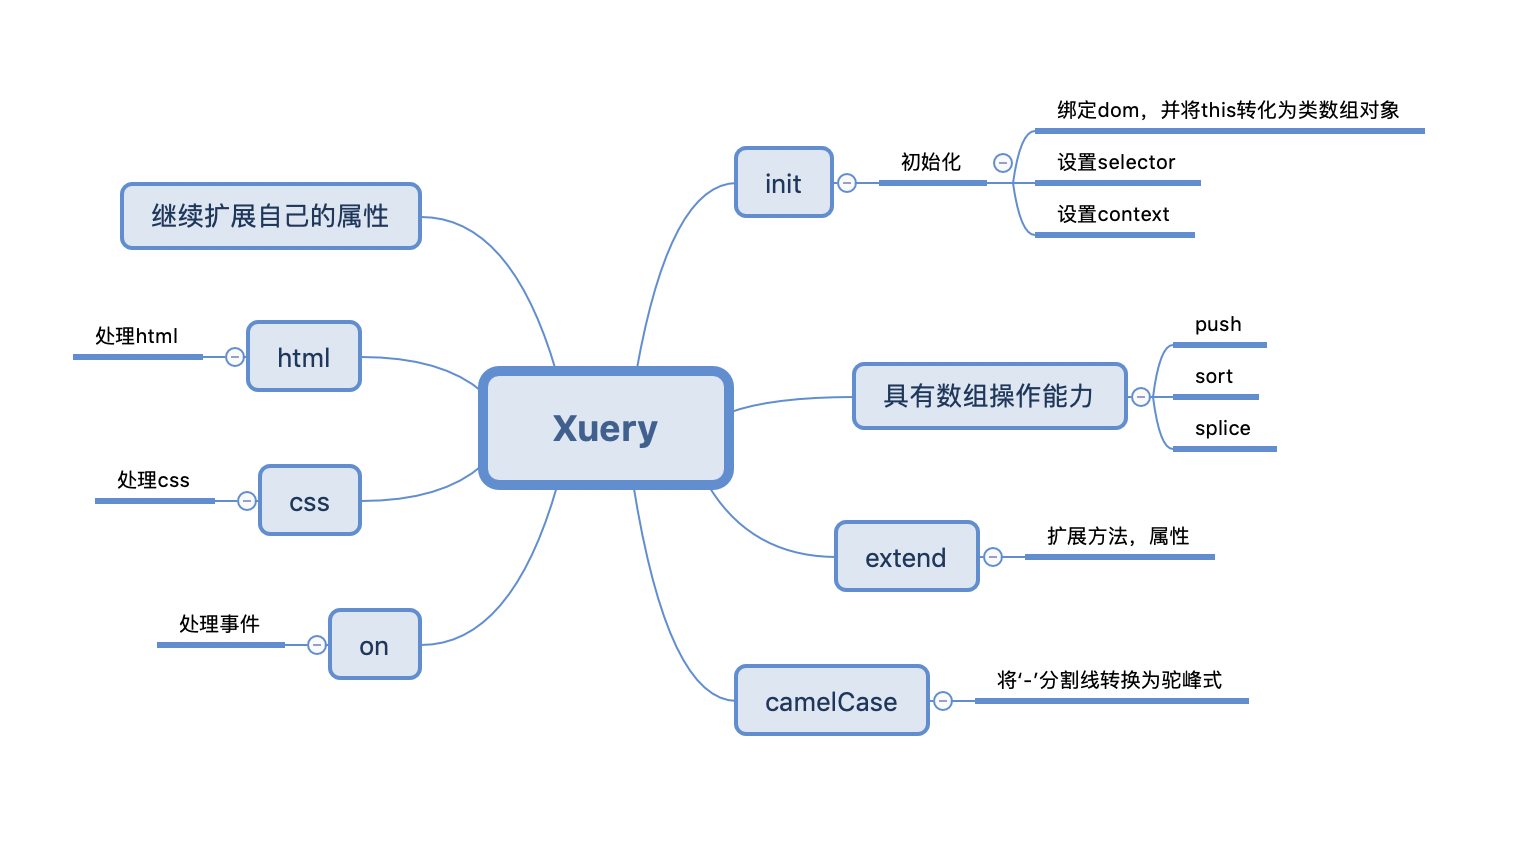 Xuery
init
初始化
绑定dom，并将this转化为类数组对象
设置selector
设置context
具有数组操作能力
push
sort
splice
extend
扩展方法，属性
camelCase
将‘-’分割线转换为驼峰式
继续扩展自己的属性
html
处理html
css
处理css
on
处理事件